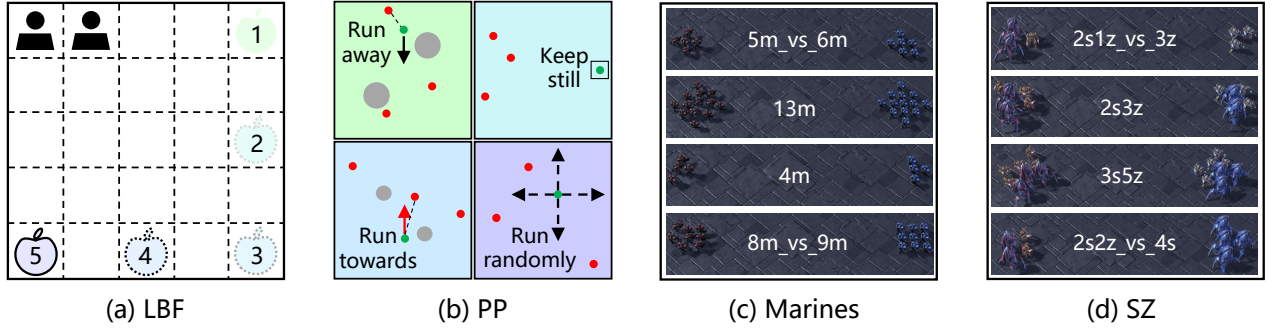 1
2
3
4
5
(a) LBF
Run
away
Keep
still
Run
towards
Run
randomly
(b) PP
5m_vs_6m
13m
4m
8m_vs_9m
(c) Marines
2s1z_vs_3z
2s3z
3s5z
2s2z_vs_4s
(d) SZ